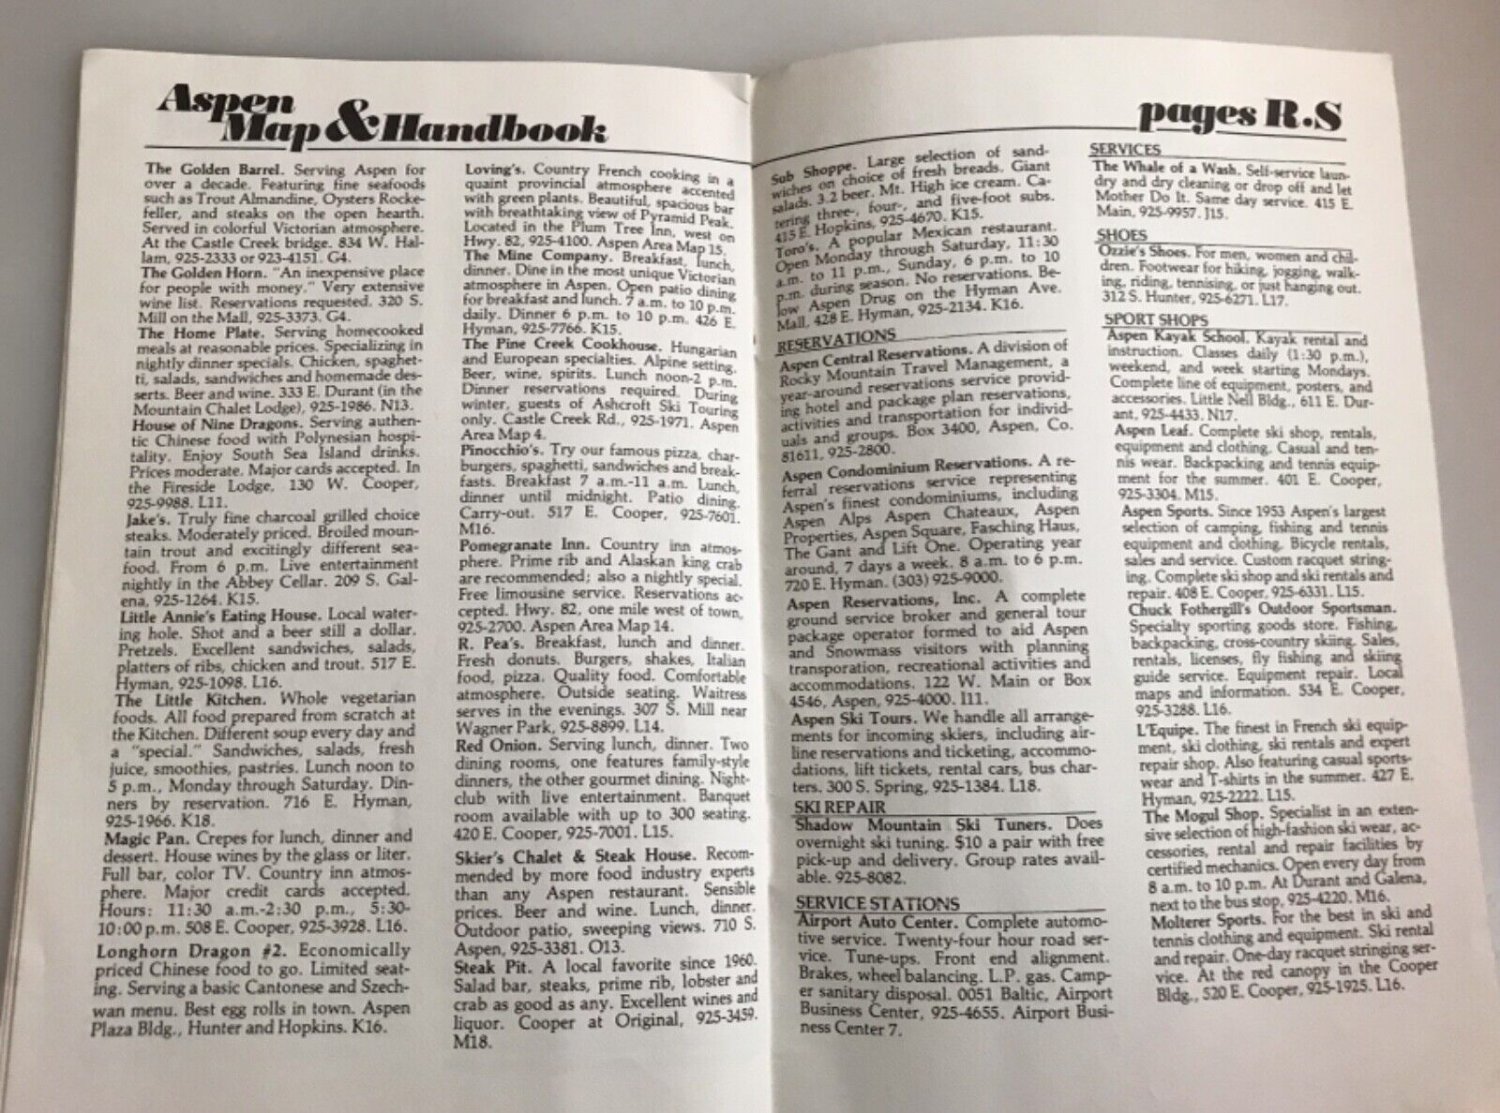 Aspen
Map & Handbook
The Golden Barrel. Serving Aspen for
over a decade. Featuring fine seafoods
such as Trout Almandine, Oysters Rocke-
feller, and steaks on the open hearth.
Served in colorful Victorian atmosphere.
At the Castle Creek bridge. 834 W. Hal-
lam, 925-2333 or 923-4151. G4.
The Golden Horn. "An inexpensive place
for people with money." Very extensive
wine list. Reservations requested. 320 S.
Mill on the Mall, 925-3373. G4.
The Home Plate. Serving homecooked
meals at reasonable prices. Specializing in
nightly dinner specials. Chicken, spaghet-
ti, salads, sandwiches and homemade des-
serts. Beer and wine. 333 E. Durant (in the
Mountain Chalet Lodge), 925-1986. N13.
House of Nine Dragons. Serving authen-
tic Chinese food with Polynesian hospi-
tality. Enjoy South Sea Island drinks.
Prices moderate. Major cards accepted. In
the Fireside Lodge, 130 W. Cooper,
925-9988. L11.
Jake's. Truly fine charcoal grilled choice
steaks. Moderately priced. Broiled moun-
tain trout and excitingly different sea-
food. From 6 p.m. Live entertainment
nightly in the Abbey Cellar. 209 S. Gal-
ena, 925-1264. K15.
Little Annie's Eating House. Local water-
ing hole. Shot and a beer still a dollar.
Pretzels. Excellent sandwiches, salads,
platters of ribs, chicken and trout. 517 E.
Hyman, 925-1098. L16.
The Little Kitchen. Whole vegetarian
foods. All food prepared from scratch at
the Kitchen. Different soup every day and
a "special." Sandwiches, salads, fresh
juice, smoothies, pastries. Lunch noon to
5 p.m., Monday through Saturday. Din-
ners by reservation. 716 E. Hyman,
925-1966. K18.
Magic Pan. Crepes for lunch, dinner and
dessert. House wines by the glass or liter.
Full bar, color TV. Country inn atmos-
phere. Major credit cards accepted.
Hours: 11:30 a.m.-2:30 p.m., 5:30-
10:00 p.m. 508 E. Cooper, 925-3928. L16.
Longhorn Dragon #2. Economically
priced Chinese food to go. Limited seat-
ing. Serving a basic Cantonese and Szech-
wan menu. Best egg rolls in town. Aspen
Plaza Bldg., Hunter and Hopkins. K16.
Loving's. Country French cooking in a
quaint provincial atmosphere accented
with green plants. Beautiful, spacious bar
with breathtaking view of Pyramid Peak.
Located in the Plum Tree Inn, west on
Hwy. 82, 925-4100. Aspen Area Map 15.
The Mine Company. Breakfast, lunch,
dinner. Dine in the most unique Victorian
atmosphere in Aspen. Open patio dining
for breakfast and lunch. 7 a.m. to 10 p.m.
daily. Dinner 6 p.m. to 10 p.m. 426 E.
Hyman, 925-7766. K15.
The Pine Creek Cookhouse. Hungarian
and European specialties. Alpine setting.
Beer, wine, spirits. Lunch noon-2 p.m.
Dinner reservations required. During
winter, guests of Ashcroft Ski Touring
only. Castle Creek Rd., 925-1971. Aspen
Area Map 4.
Pinocchio's. Try our famous pizza, char-
burgers, spaghetti, sandwiches and break-
fasts. Breakfast 7 a.m.-11 a.m. Lunch,
dinner until midnight. Patio dining.
Carry-out. 517 E. Cooper, 925-7601.
M16.
Pomegranate Inn. Country inn atmos-
phere. Prime rib and Alaskan king crab
are recommended; also a nightly special.
Free limousine service. Reservations ac-
cepted. Hwy. 82, one mile west of town,
925-2700. Aspen Area Map 14.
R. Pea's. Breakfast, lunch and dinner.
Fresh donuts. Burgers, shakes, Italian
food, pizza. Quality food. Comfortable
atmosphere. Outside seating. Waitress
serves in the evenings. 307 S. Mill near
Wagner Park, 925-8899. L14.
Red Onion. Serving lunch, dinner. Two
dining rooms, one features family-style
dinners, the other gourmet dining. Night-
club with live entertainment. Banquet
room available with up to 300 seating.
420 E. Cooper, 925-7001. L15.
Skier's Chalet & Steak House. Recom-
mended by more food industry experts
than any Aspen restaurant. Sensible
prices. Beer and wine. Lunch, dinner.
Outdoor patio, sweeping views. 710 S.
Aspen, 925-3381. O13.
Steak Pit. A local favorite since 1960.
Salad bar, steaks, prime rib, lobster and
crab as good as any. Excellent wines and
liquor. Cooper at Original, 925-3459.
M18.
pages R.S
Sub Shoppe. Large selection of sand-
wiches on choice of fresh breads. Giant
salads. 3.2 beer. Mt. High ice cream. Ca-
tering three-, four-, and five-foot subs.
415 E. Hopkins, 925-4670. K15.
Toro's. A popular Mexican restaurant.
Open Monday through Saturday, 11:30
a.m. to 11 p.m., Sunday, 6 p.m. to 10
p.m. during season. No reservations. Be-
low Aspen Drug on the Hyman Ave.
Mall, 428 E. Hyman, 925-2134. K16.
RESERVATIONS
Aspen Central Reservations. A division of
Rocky Mountain Travel Management, a
year-around reservations service provid-
ing hotel and package plan reservations,
activities and transportation for individ-
uals and groups. Box 3400, Aspen, Co.
81611, 925-2800.
Aspen Condominium Reservations. A re-
ferral reservations service representing
Aspen's finest condominiums, including
Aspen Alps Aspen Chateaux, Aspen
Properties, Aspen Square, Fasching Haus,
The Gant and Lift One. Operating year
around, 7 days a week. 8 a.m. to 6 p.m.
720 E. Hyman. (303) 925-9000.
Aspen Reservations, Inc. A complete
ground service broker and general tour
package operator formed to aid Aspen
and Snowmass visitors with planning
transporation, recreational activities and
accommodations. 122 W. Main or Box
4546, Aspen, 925-4000. I11.
Aspen Ski Tours. We handle all arrange-
ments for incoming skiers, including air-
line reservations and ticketing, accommo-
dations, lift tickets, rental cars, bus char-
ters. 300 S. Spring, 925-1384. L18.
SKI REPAIR
Shadow Mountain Ski Tuners. Does
overnight ski tuning. $10 a pair with free
pick-up and delivery. Group rates avail-
able. 925-8082.
SERVICE STATIONS
Airport Auto Center. Complete automo-
tive service. Twenty-four hour road ser-
vice. Tune-ups. Front end alignment.
Brakes, wheel balancing. L.P. gas. Camp-
er sanitary disposal. 0051 Baltic, Airport
Business Center, 925-4655. Airport Busi-
ness Center 7.
SERVICES
The Whale of a Wash. Self-service laun-
dry and dry cleaning or drop off and let
Mother Do It. Same day service. 415 E.
Main, 925-9957. J15.
SHOES
Ozzie's Shoes. For men, women and chil-
dren. Footwear for hiking, jogging, walk-
ing, riding, tennising, or just hanging out.
312 S. Hunter, 925-6271. L17.
SPORT SHOPS
Aspen Kayak School. Kayak rental and
instruction. Classes daily (1:30 p.m.),
weekend, and week starting Mondays.
Complete line of equipment, posters, and
accessories. Little Nell Bldg., 611 E. Dur-
ant, 925-4433. N17.
Aspen Leaf. Complete ski shop, rentals,
equipment and clothing. Casual and ten-
nis wear. Backpacking and tennis equip-
ment for the summer. 401 E. Cooper,
925-3304. M15.
Aspen Sports. Since 1953 Aspen's largest
selection of camping, fishing and tennis
equipment and clothing. Bicycle rentals,
sales and service. Custom racquet string-
ing. Complete ski shop and ski rentals and
repair. 408 E. Cooper, 925-6331. L15.
Chuck Fothergill's Outdoor Sportsman.
Specialty sporting goods store. Fishing,
backpacking, cross-country skiing. Sales,
rentals, licenses, fly fishing and skiing
guide service. Equipment repair. Local
maps and information. 534 E. Cooper,
925-3288. L16.
L'Equipe. The finest in French ski equip-
ment, ski clothing, ski rentals and expert
repair shop. Also featuring casual sports-
wear and T-shirts in the summer. 427 E.
Hyman, 925-2222. L15.
The Mogul Shop. Specialist in an exten-
sive selection of high-fashion ski wear, ac-
cessories, rental and repair facilities by
certified mechanics. Open every day from
8 a.m. to 10 p.m. At Durant and Galena,
next to the bus stop, 925-4220. M16.
Molterer Sports. For the best in ski and
tennis clothing and equipment. Ski rental
and repair. One-day racquet stringing ser-
vice. At the red canopy in the Cooper
Bldg., 520 E. Cooper, 925-1925. L16.